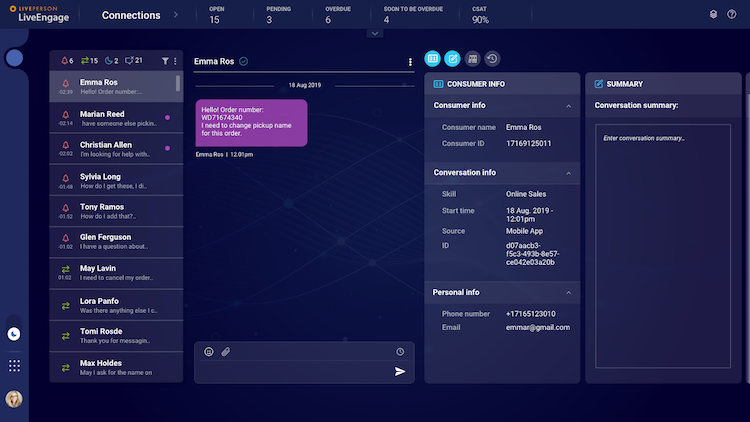 LIVEPERSON
LiveEngage
Connections
OPEN
15
PENDING
3
OVERDUE
6
SOON TO BE OVERDUE
4
CSAT
90%
6 15 2 21
Emma Ros
Hello! Order number:...
-02:39
Marian Reed
have someone else pickin..
-02:14
Christian Allen
I'm looking for help with..
-02:02
Sylvia Long
How do I get these, I di..
-01:48
Tony Ramos
How do I add that?..
-01:52
Glen Ferguson
I have a question about..
-01:02
May Lavin
I need to cancel my order..
01:02
Lora Panfo
Was there anything else I c..
Tomi Rosde
Thank you for messagin..
Max Holdes
May I ask for the name on
Emma Ros
18 Aug 2019
Hello! Order number:
WD71674340
I need to change pickup name
for this order.
Emma Ros | 12:01pm
CONSUMER INFO
Consumer info
Consumer name Emma Ros
Consumer ID 17169125011
Conversation info
Skill Online Sales
Start time 18 Aug. 2019 -
12:01pm
Source Mobile App
ID d07aacb3-
f5c3-493b-8e57-
ce042e03a20b
Personal info
Phone number +17165123010
Email emmar@gmail.com
SUMMARY
Conversation summary:
Enter conversation summary...